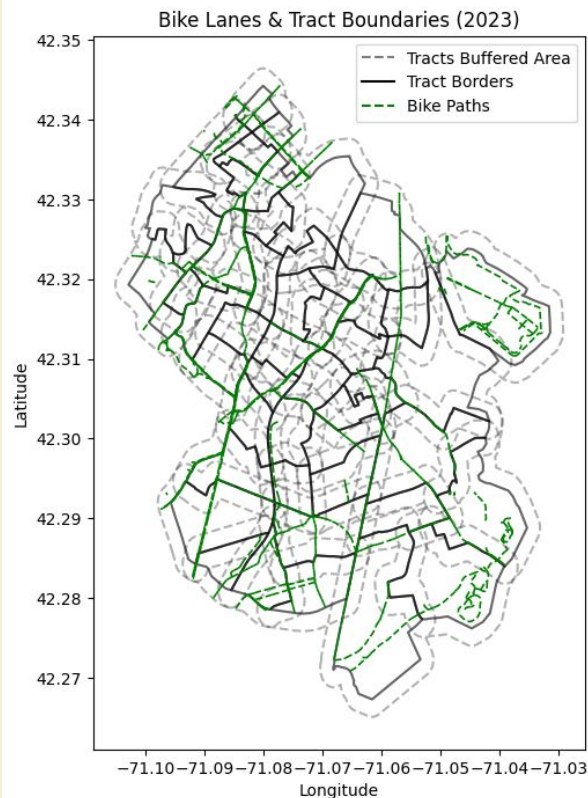 Bike Lanes & Tract Boundaries (2023)
Tracts Buffered Area
Tract Borders
Bike Paths
Latitude
42.35
42.34
42.33
42.32
42.31
42.30
42.29
42.28
42.27
−71.10 −71.09 −71.08 −71.07 −71.06 −71.05 −71.04 −71.03
Longitude